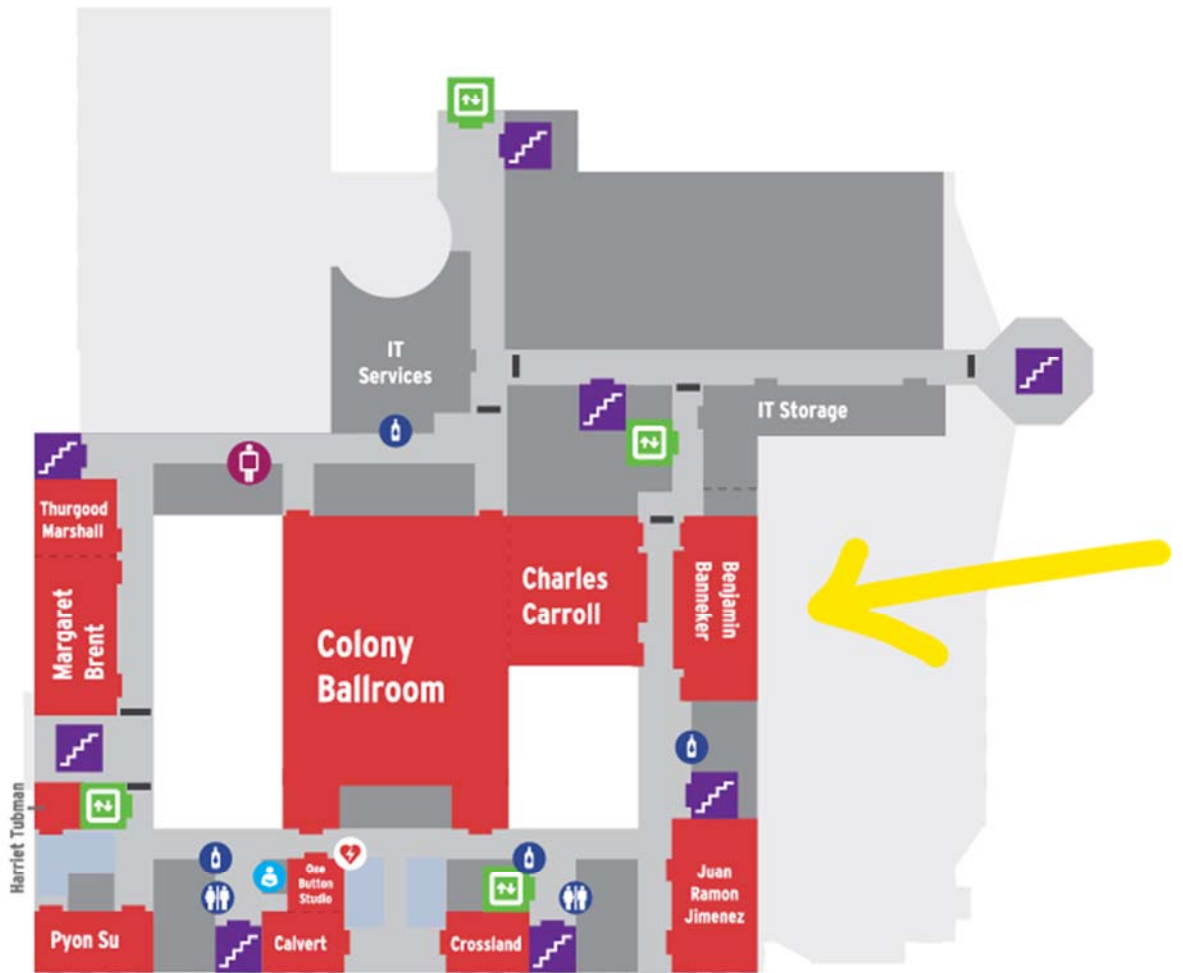 IT
Services
IT Storage
Thurgood
Marshall
Margaret
Brent
Colony
Ballroom
Charles
Carroll
Benjamin
Banneker
Harriet Tubman
One
Button
Studio
Juan
Ramon
Jimenez
Pyon Su
Calvert
Crossland